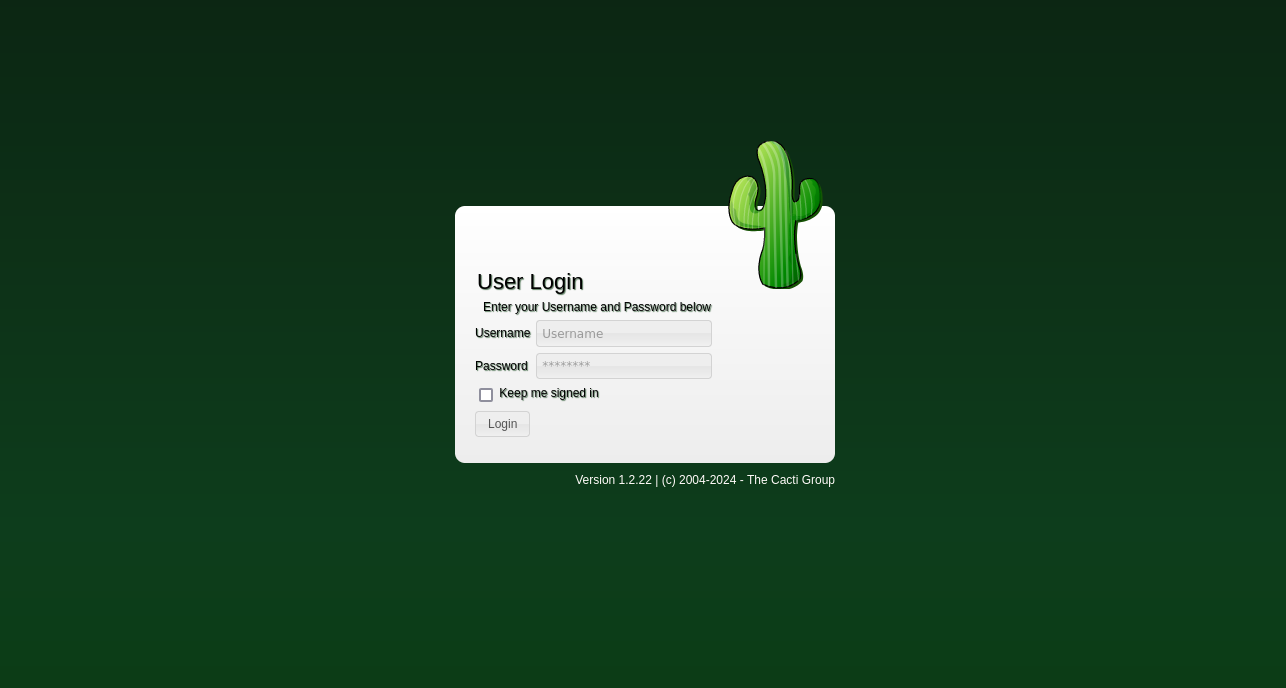 User Login
Enter your Username and Password below
Username Username
Password ********
Keep me signed in
Login
Version 1.2.22 | (c) 2004-2024 - The Cacti Group